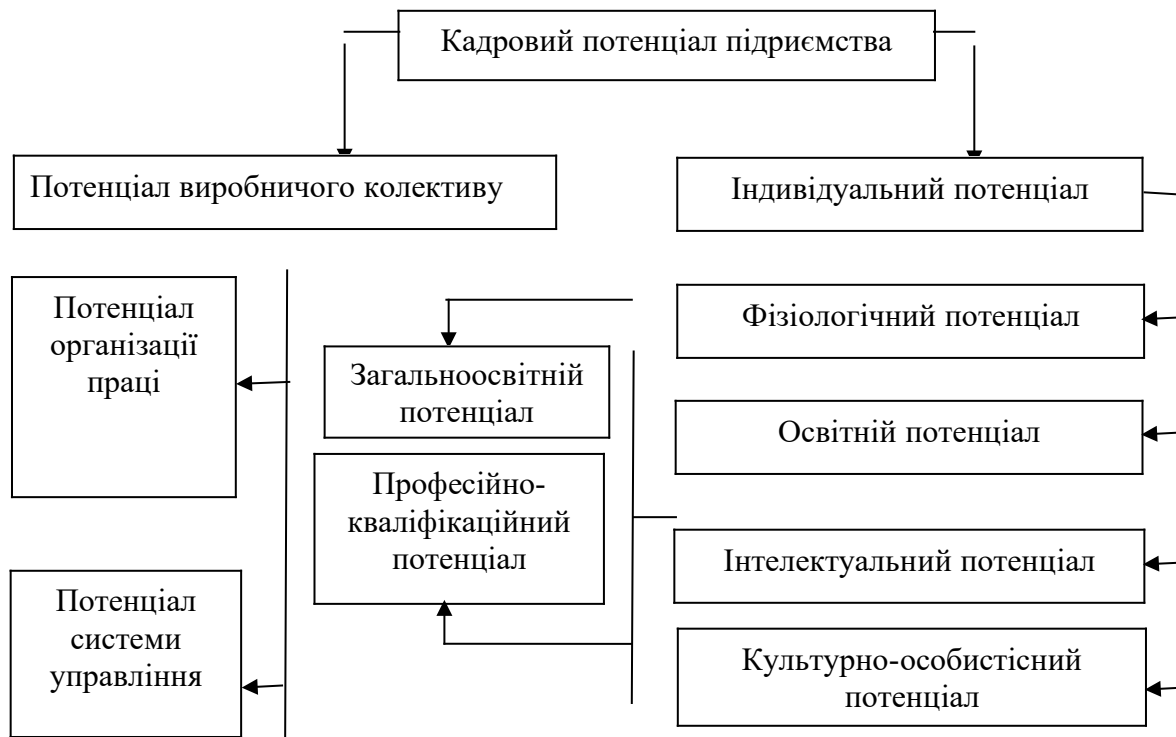 Кадровий потенціал підриємства
Потенціал виробничого колективу
Індивідуальний потенціал
Потенціал
організації
праці
Фізіологічний потенціал
Загальноосвітній
потенціал
Освітній потенціал
Професійно-
кваліфікаційний
потенціал
Інтелектуальний потенціал
Потенціал
системи
управління
Культурно-особистісний
потенціал